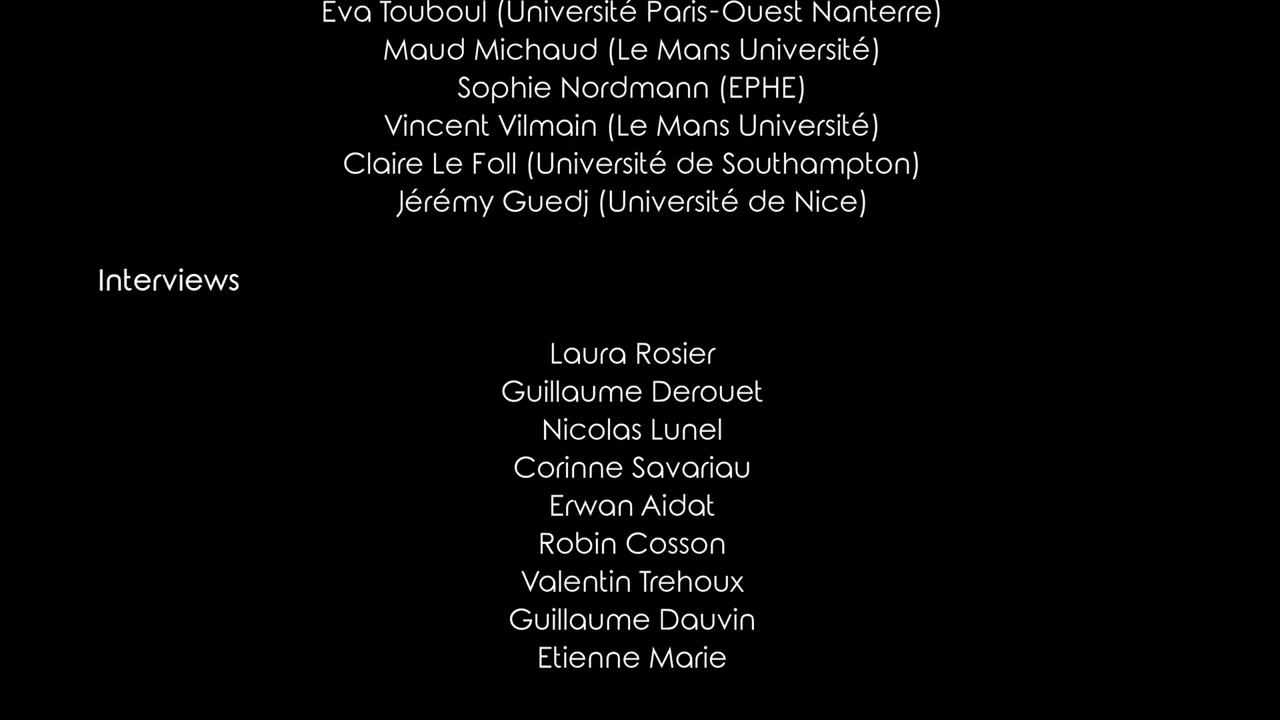 Eva Touboul (Université Paris-Ouest Nanterre)
Maud Michaud (Le Mans Université)
Sophie Nordmann (EPHE)
Vincent Vilmain (Le Mans Université)
Claire Le Foll (Université de Southampton)
Jérémy Guedj (Université de Nice)
Interviews
Laura Rosier
Guillaume Derouet
Nicolas Lunel
Corinne Savariau
Erwan Aidat
Robin Cosson
Valentin Trehoux
Guillaume Dauvin
Etienne Marie